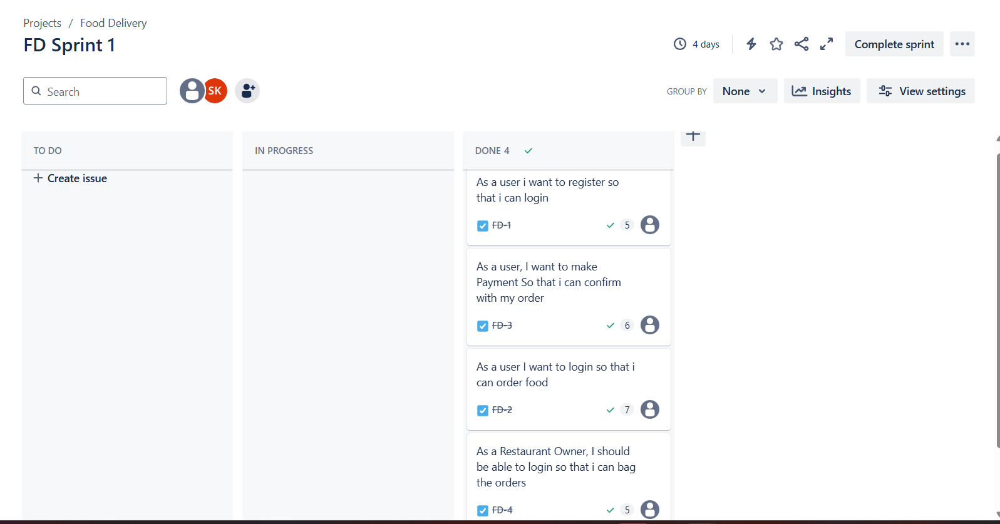 Projects / Food Delivery
FD Sprint 1
4 days
Complete sprint
Search
SK
GROUP BY
None
Insights
View settings
TO DO
IN PROGRESS
DONE 4
Create issue
As a user i want to register so
that i can login
FD-1
5
As a user, I want to make
Payment So that i can confirm
with my order
FD-3
6
As a user I want to login so that i
can order food
FD-2
7
As a Restaurant Owner, I should
be able to login so that i can bag
the orders
FD-4
5